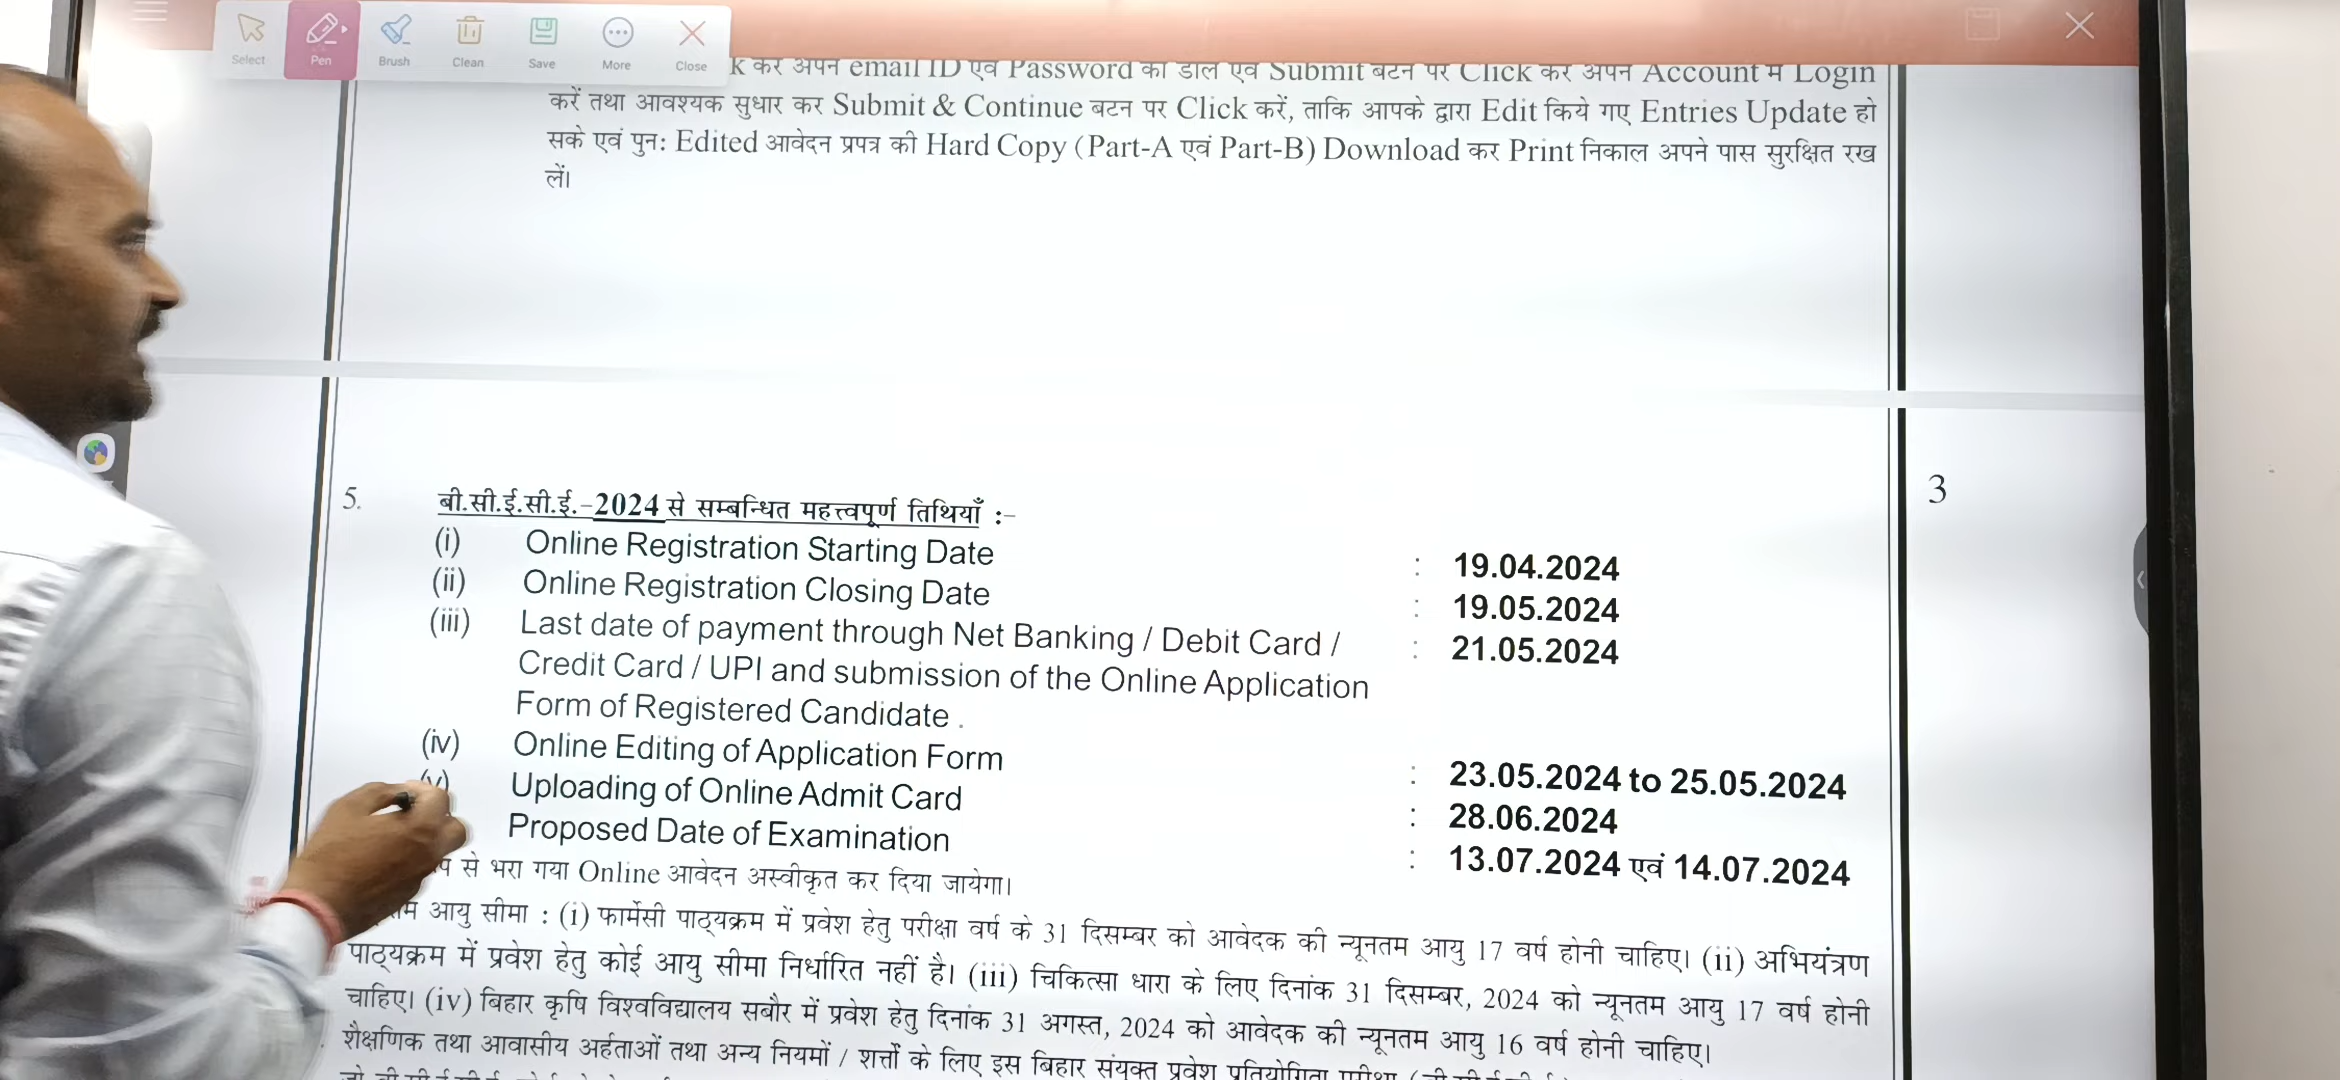 Select Pen Brush Clean Save More Close
कर अपने email ID एवं Password को डालें एवं Submit बटन पर Click कर अपने Account में Login
करें तथा आवश्यक सुधार कर Submit & Continue बटन पर Click करें, ताकि आपके द्वारा Edit किये गए Entries Update हो
सके एवं पुन: Edited आवेदन प्रपत्र की Hard Copy (Part-A एवं Part-B) Download कर Print निकाल अपने पास सुरक्षित रख
लें।
3
5. बी.सी.ई.सी.ई.-2024 से सम्बन्धित महत्त्वपूर्ण तिथियाँ :-
(i) Online Registration Starting Date : 19.04.2024
(ii) Online Registration Closing Date : 19.05.2024
(iii) Last date of payment through Net Banking / Debit Card / : 21.05.2024
Credit Card / UPI and submission of the Online Application
Form of Registered Candidate .
(iv) Online Editing of Application Form : 23.05.2024 to 25.05.2024
(v) Uploading of Online Admit Card : 28.06.2024
Proposed Date of Examination : 13.07.2024 एवं 14.07.2024
से भरा गया Online आवेदन अस्वीकृत कर दिया जायेगा।
आयु सीमा : (i) फार्मेसी पाठ्यक्रम में प्रवेश हेतु परीक्षा वर्ष के 31 दिसम्बर को आवेदक की न्यूनतम आयु 17 वर्ष होनी चाहिए। (ii) अभियंत्रण
पाठ्यक्रम में प्रवेश हेतु कोई आयु सीमा निर्धारित नहीं है। (iii) चिकित्सा धारा के लिए दिनांक 31 दिसम्बर, 2024 को न्यूनतम आयु 17 वर्ष होनी
चाहिए। (iv) बिहार कृषि विश्वविद्यालय सबौर में प्रवेश हेतु दिनांक 31 अगस्त, 2024 को आवेदक की न्यूनतम आयु 16 वर्ष होनी चाहिए।
शैक्षणिक तथा आवासीय अर्हताओं तथा अन्य नियमों / शर्त्तों के लिए इस बिहार संयुक्त प्रवेश प्रतियोगिता परीक्षा